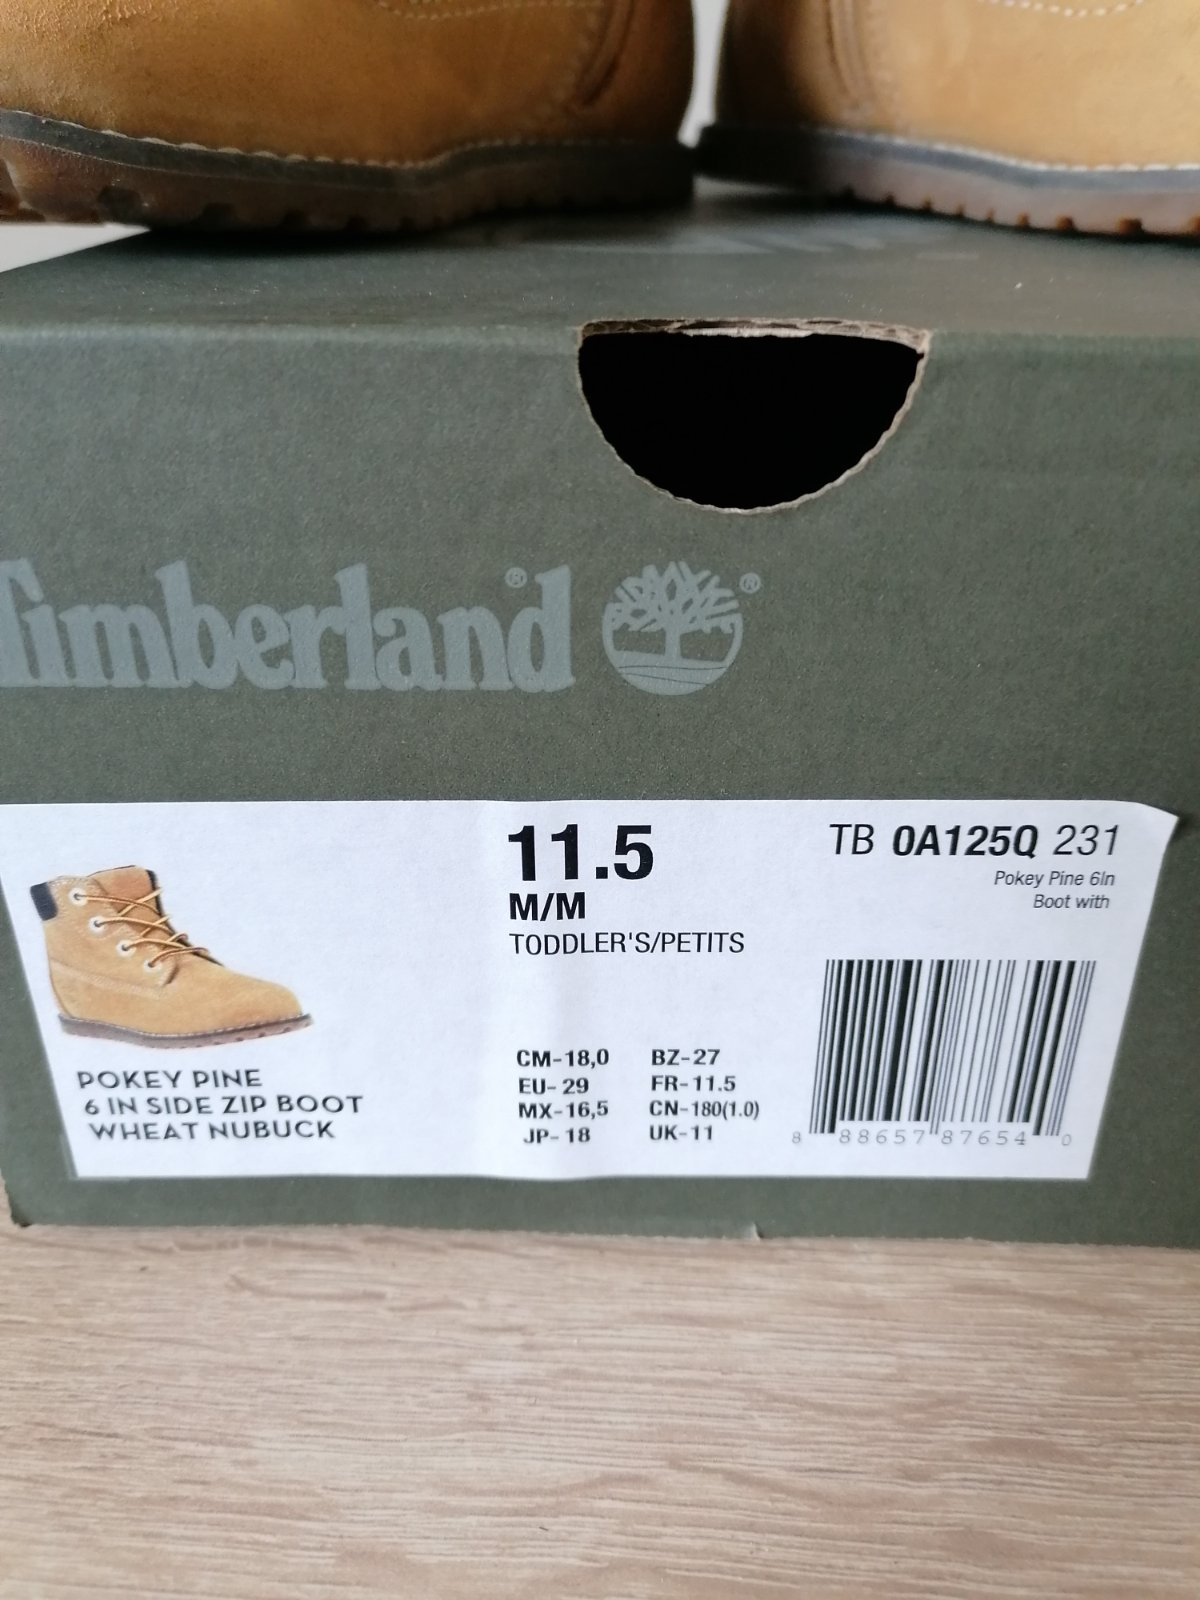 Timberland®
®
11.5
M/M
TODDLER'S/PETITS
TB 0A125Q 231
Pokey Pine 6In
Boot with
POKEY PINE
6 IN SIDE ZIP BOOT
WHEAT NUBUCK
CM-18,0 BZ-27
EU-29 FR-11.5
MX-16,5 CN-180(1.0)
JP-18 UK-11
8 88657 87654 0